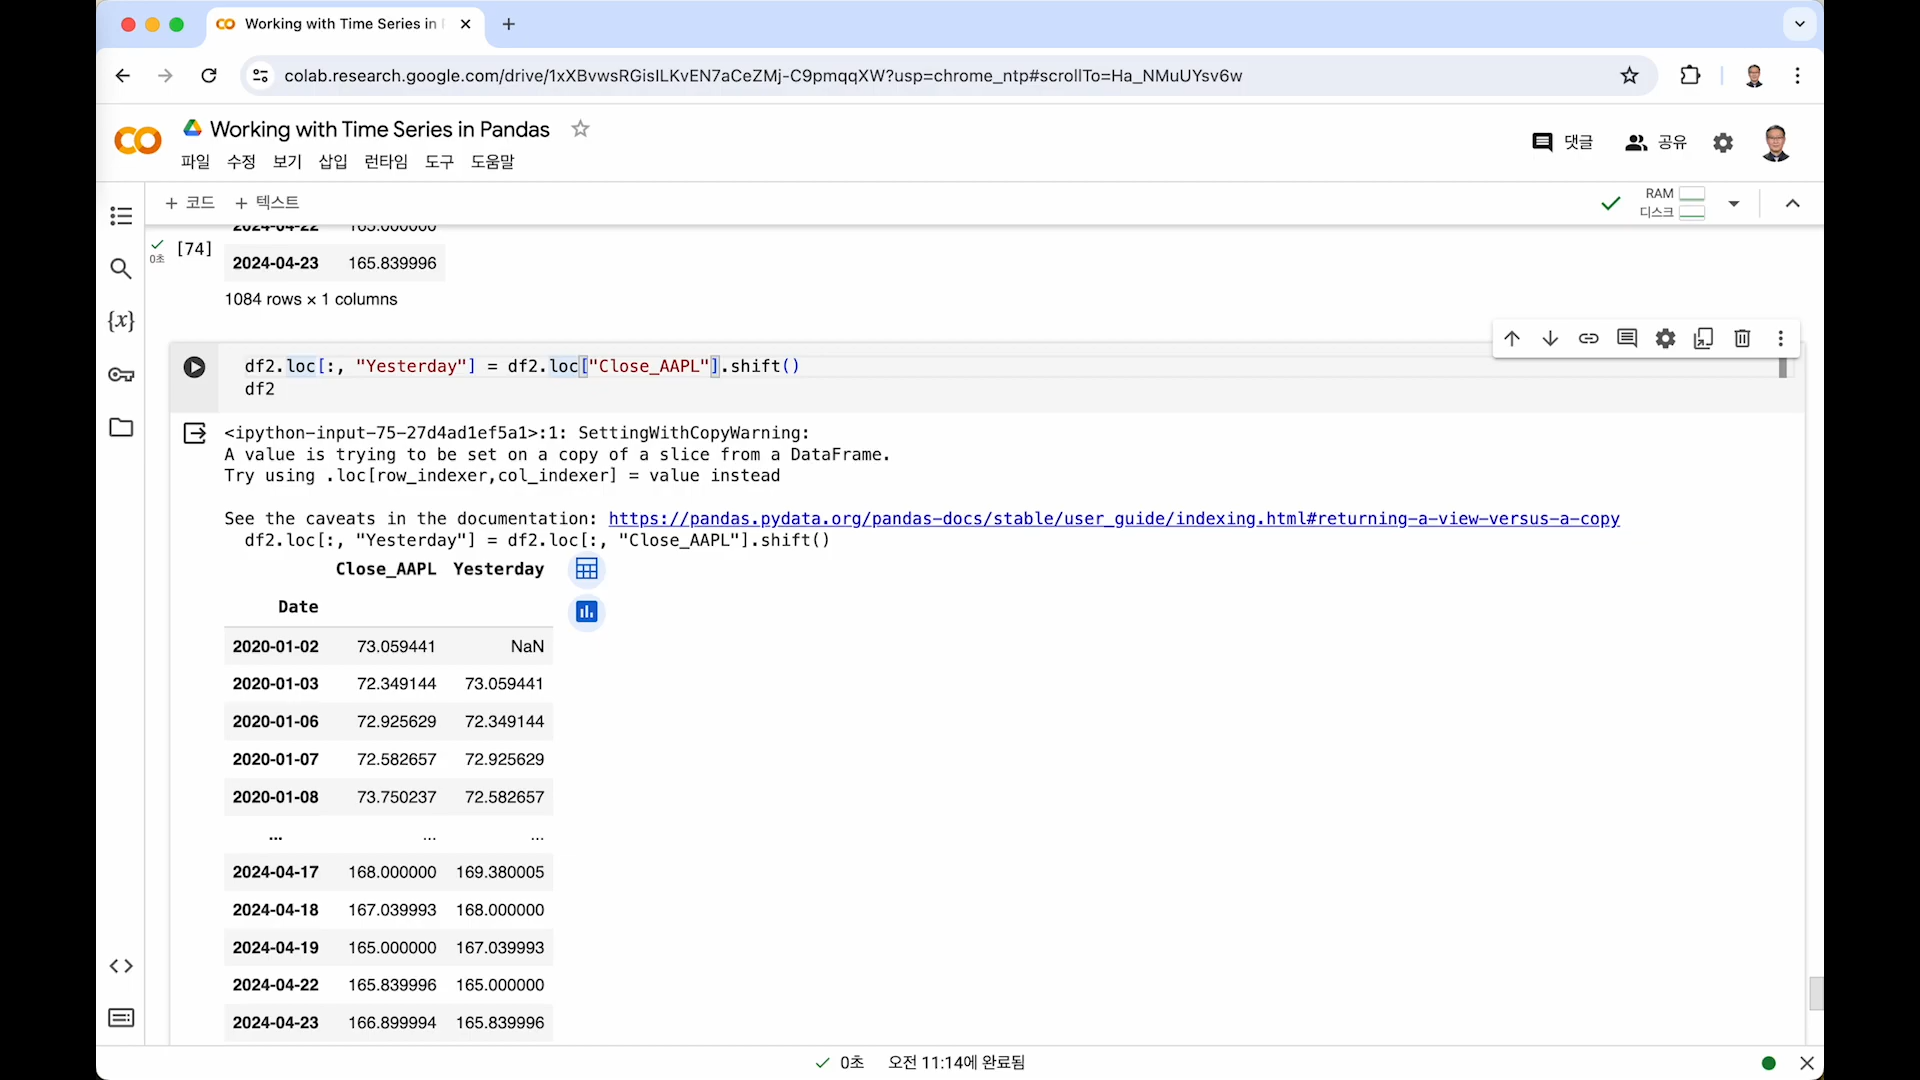 Working with Time Series in
colab.research.google.com/drive/1xXBvwsRGisILKvEN7aCeZMj-C9pmqqXW?usp=chrome_ntp#scrollTo=Ha_NMuUYsv6w
Working with Time Series in Pandas
파일 수정 보기 삽입 런타임 도구 도움말
댓글 공유
+ 코드 + 텍스트
RAM
디스크
2024-04-22 165.000000
0초 [74]
2024-04-23 165.839996
1084 rows × 1 columns
df2.loc[:, "Yesterday"] = df2.loc["Close_AAPL"].shift()
df2
<ipython-input-75-27d4ad1ef5a1>:1: SettingWithCopyWarning:
A value is trying to be set on a copy of a slice from a DataFrame.
Try using .loc[row_indexer,col_indexer] = value instead
See the caveats in the documentation: https://pandas.pydata.org/pandas-docs/stable/user_guide/indexing.html#returning-a-view-versus-a-copy
df2.loc[:, "Yesterday"] = df2.loc[:, "Close_AAPL"].shift()
Close_AAPL Yesterday
Date
2020-01-02 73.059441 NaN
2020-01-03 72.349144 73.059441
2020-01-06 72.925629 72.349144
2020-01-07 72.582657 72.925629
2020-01-08 73.750237 72.582657
... ... ...
2024-04-17 168.000000 169.380005
2024-04-18 167.039993 168.000000
2024-04-19 165.000000 167.039993
2024-04-22 165.839996 165.000000
2024-04-23 166.899994 165.839996
0초 오전 11:14에 완료됨